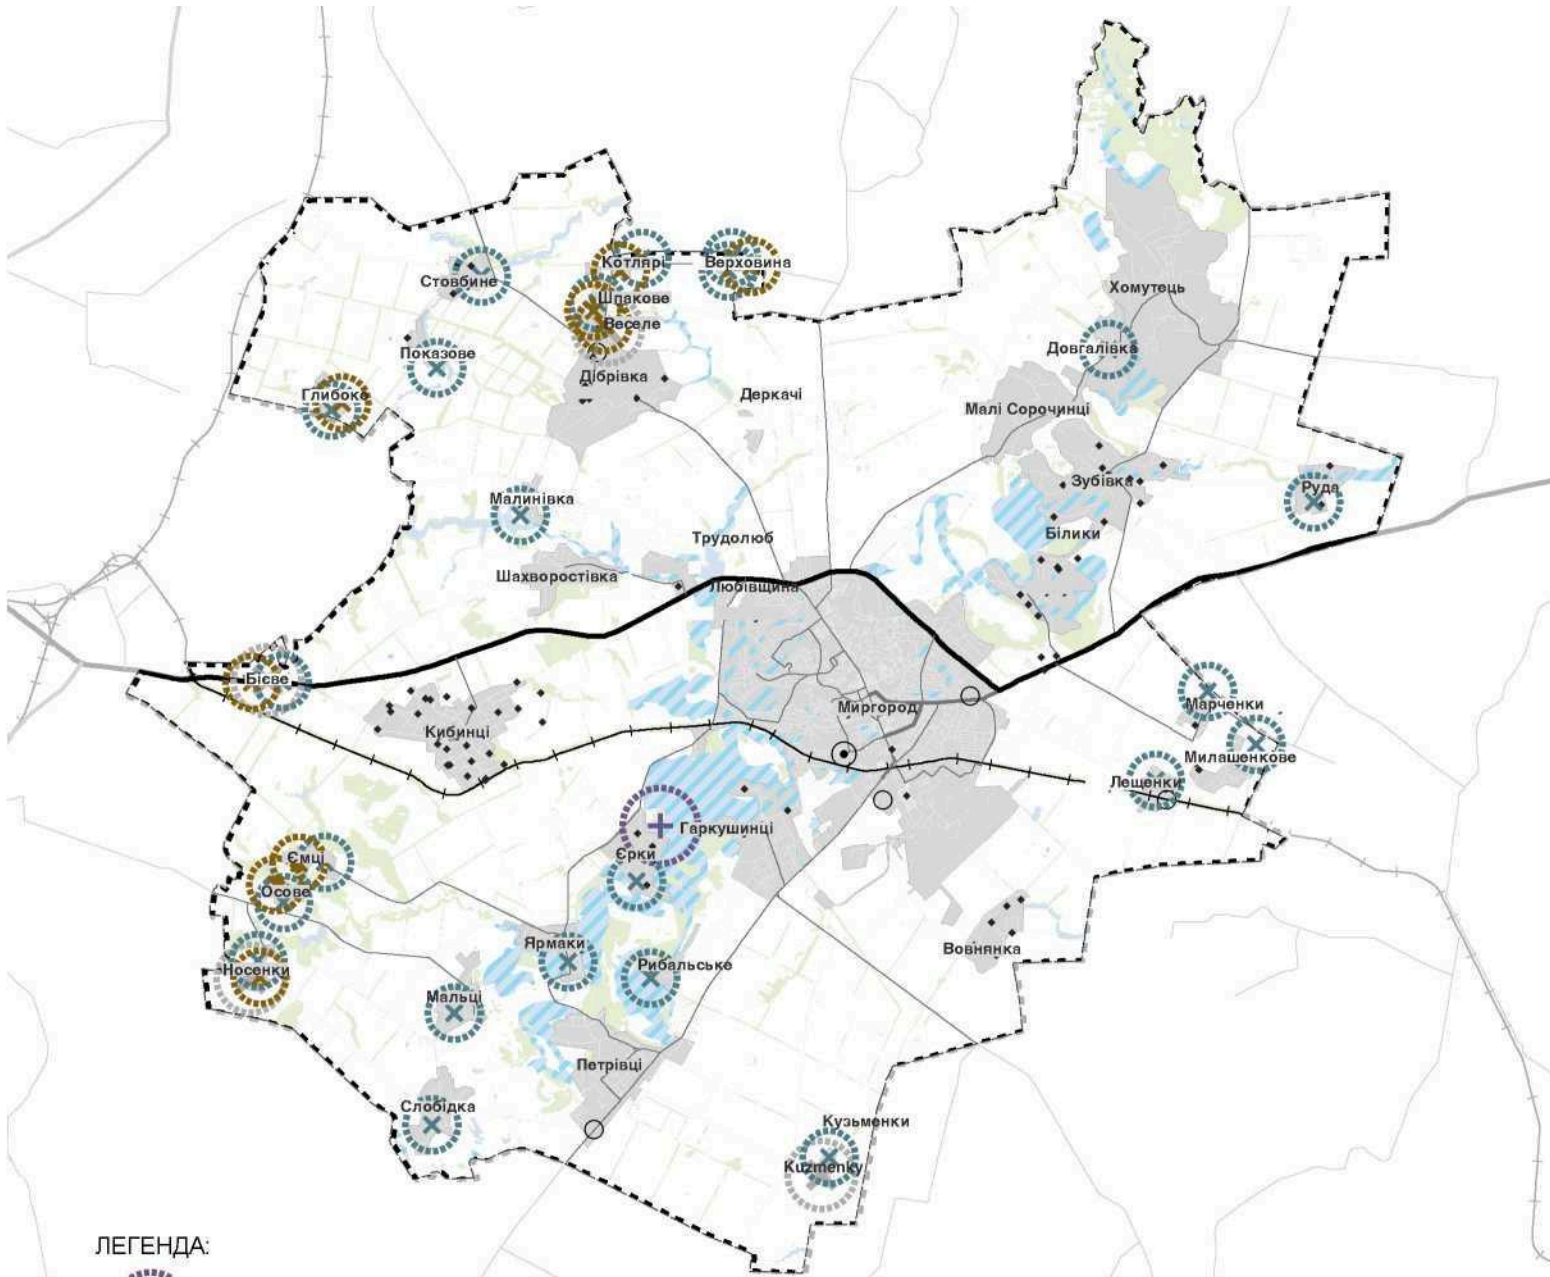 Котлярі
Верховина
Стовбине
Шпакове
Хомутець
Веселе
Показове
Довгалівка
Дібрівка
Глибоке
Деркачі
Малі Сорочинці
Зубівка
Руда
Малинівка
Білики
Трудолюб
Шахворостівка
Любівщина
Бієве
Марченки
Миргород
Кибинці
Милашенкове
Лещенки
Гаркушинці
Єрки
Ємці
Осове
Ярмаки
Вовнянка
Рибальське
Носенки
Мальці
Петрівці
Слобідка
Кузьменки
Kuzmenky
ЛЕГЕНДА: